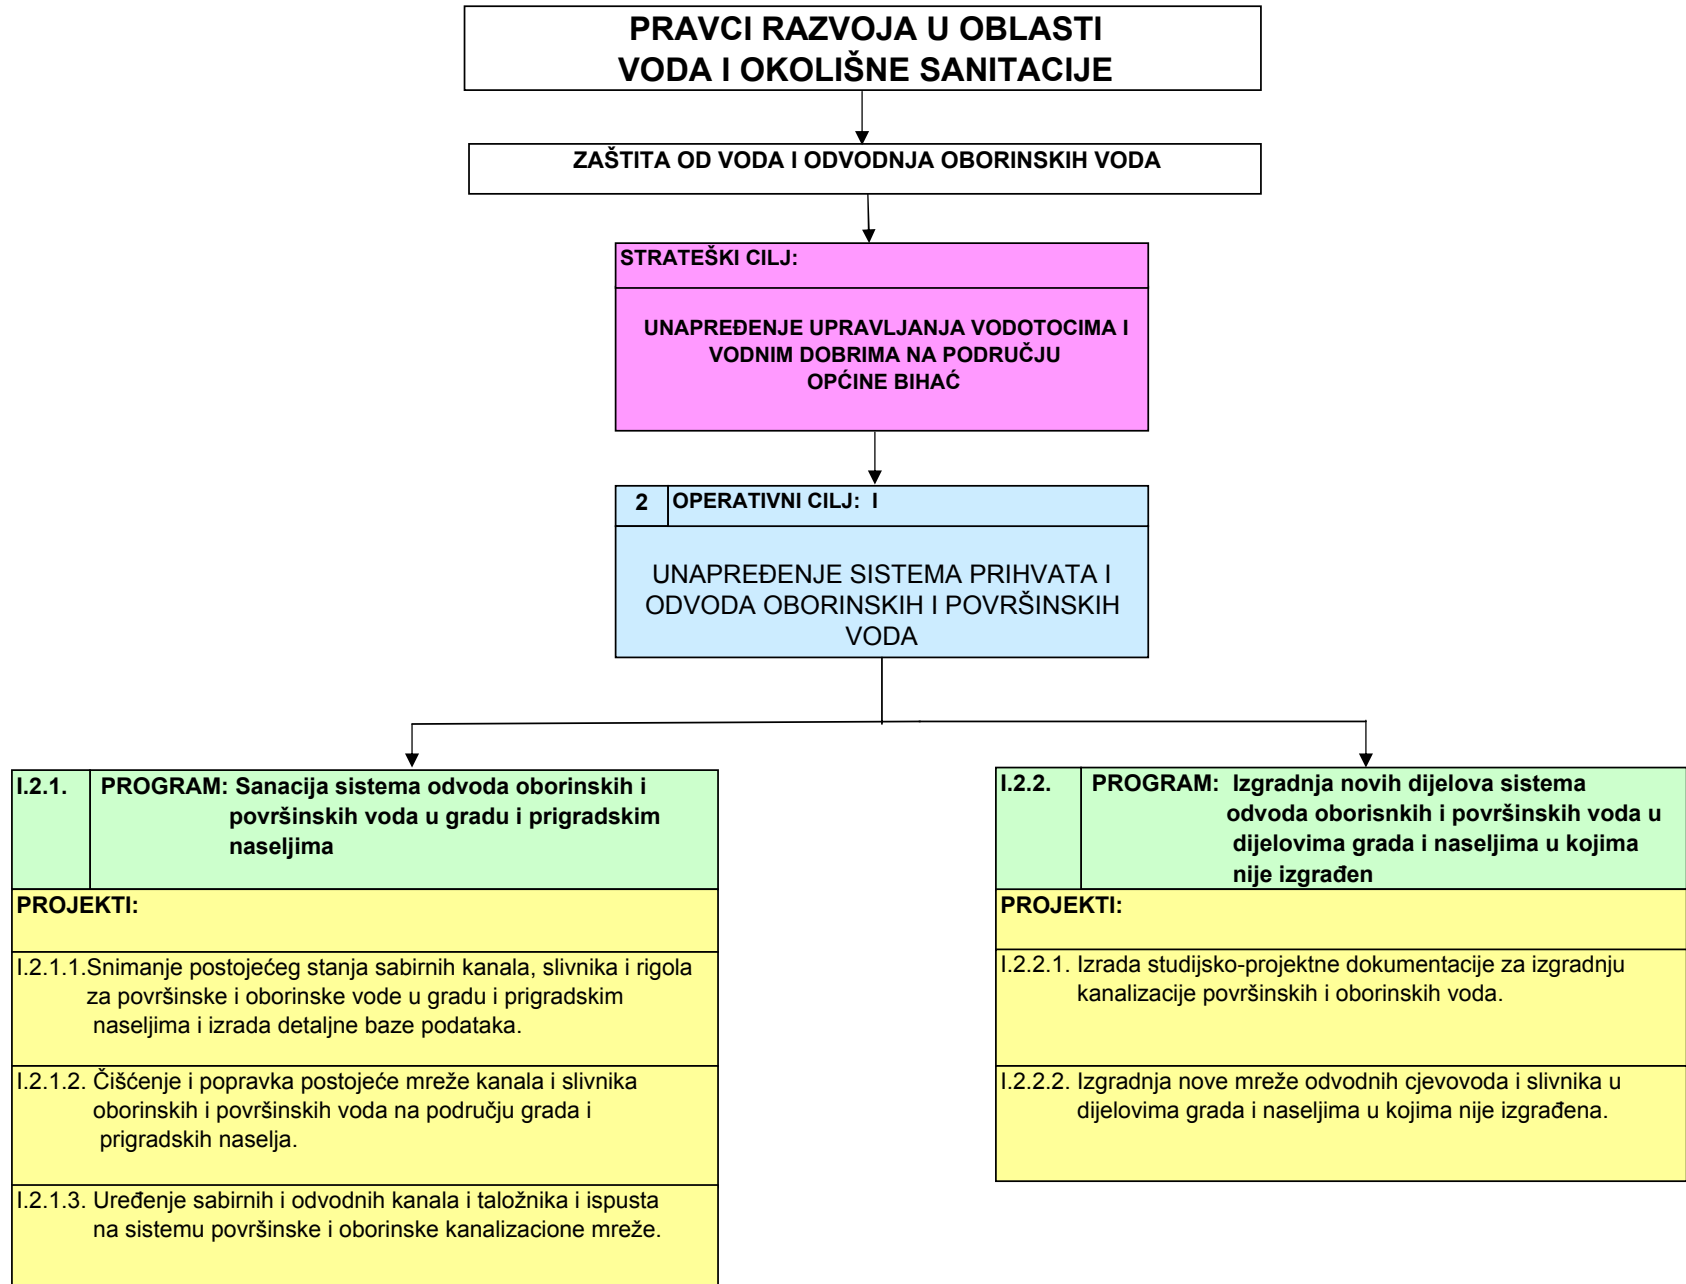 PRAVCI RAZVOJA U OBLASTI
VODA I OKOLIŠNE SANITACIJE
ZAŠTITA OD VODA I ODVODNJA OBORINSKIH VODA
STRATEŠKI CILJ:
UNAPREĐENJE UPRAVLJANJA VODOTOCIMA I
VODNIM DOBRIMA NA PODRUČJU
OPĆINE BIHAĆ
2 OPERATIVNI CILJ: I
UNAPREĐENJE SISTEMA PRIHVATA I
ODVODA OBORINSKIH I POVRŠINSKIH
VODA
I.2.1. PROGRAM: Sanacija sistema odvoda oborinskih i
površinskih voda u gradu i prigradskim
naseljima
PROJEKTI:
I.2.1.1.Snimanje postojećeg stanja sabirnih kanala, slivnika i rigola
za površinske i oborinske vode u gradu i prigradskim
naseljima i izrada detaljne baze podataka.
I.2.1.2. Čišćenje i popravka postojeće mreže kanala i slivnika
oborinskih i površinskih voda na području grada i
prigradskih naselja.
I.2.1.3. Uređenje sabirnih i odvodnih kanala i taložnika i ispusta
na sistemu površinske i oborinske kanalizacione mreže.
I.2.2. PROGRAM: Izgradnja novih dijelova sistema
odvoda oborisnkih i površinskih voda u
dijelovima grada i naseljima u kojima
nije izgrađen
PROJEKTI:
I.2.2.1. Izrada studijsko-projektne dokumentacije za izgradnju
kanalizacije površinskih i oborinskih voda.
I.2.2.2. Izgradnja nove mreže odvodnih cjevovoda i slivnika u
dijelovima grada i naseljima u kojima nije izgrađena.